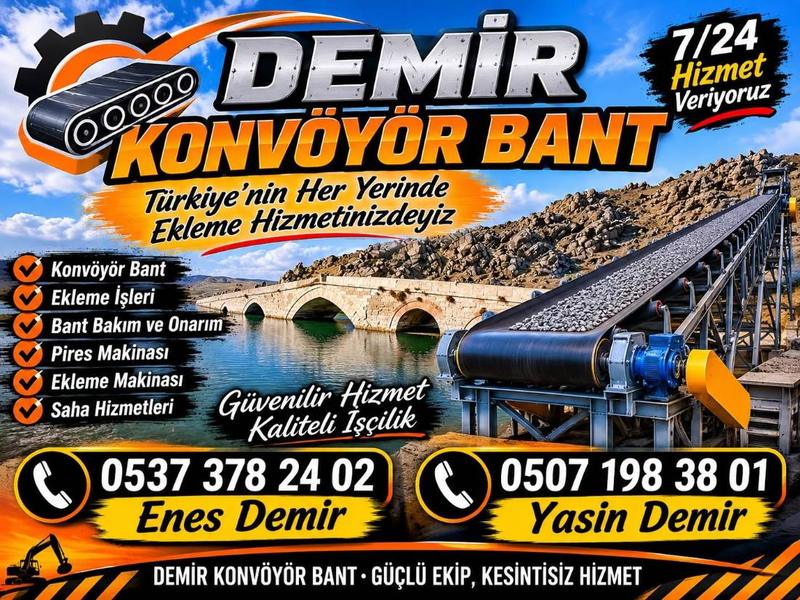 DEMİR
KONVÖYÖR BANT
7/24
Hizmet
Veriyoruz
Türkiye'nin Her Yerinde
Ekleme Hizmetinizdeyiz
Konvöyör Bant
Ekleme İşleri
Bant Bakım ve Onarım
Pires Makinası
Ekleme Makinası
Saha Hizmetleri
Güvenilir Hizmet
Kaliteli İşçilik
0537 378 24 02
Enes Demir
0507 198 38 01
Yasin Demir
DEMİR KONVÖYÖR BANT · GÜÇLÜ EKİP, KESİNTİSİZ HİZMET